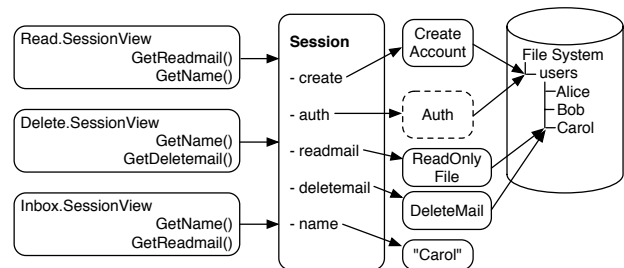 Read.SessionView
GetReadmail()
GetName()
Delete.SessionView
GetName()
GetDeletemail()
Inbox.SessionView
GetName()
GetReadmail()
Session
- create
- auth
- readmail
- deletemail
- name
Create
Account
Auth
ReadOnly
File
DeleteMail
"Carol"
File System
users
Alice
Bob
Carol